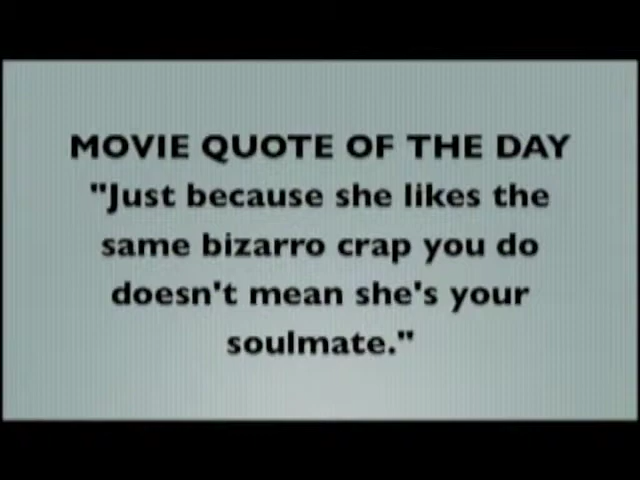 MOVIE QUOTE OF THE DAY
"Just because she likes the
same bizarro crap you do
doesn't mean she's your
soulmate."